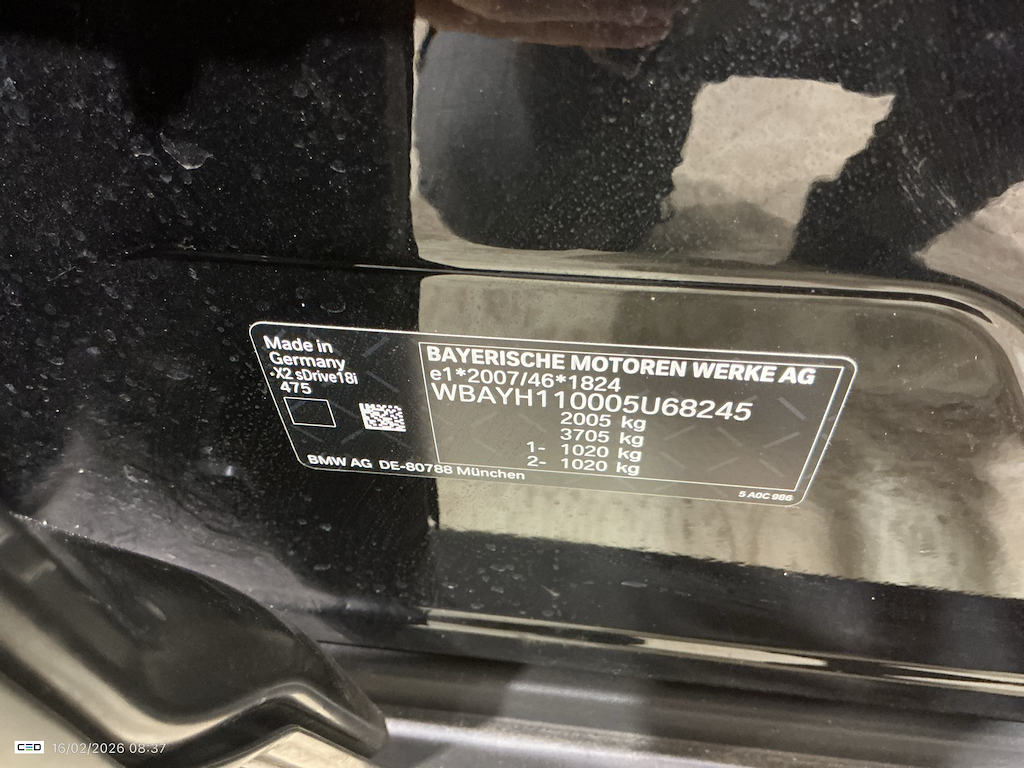 Made in
Germany
-X2 sDrive18i
475
BAYERISCHE MOTOREN WERKE AG
e1*2007/46*1824
WBAYH110005U68245
2005 kg
3705 kg
1- 1020 kg
2- 1020 kg
BMW AG DE-80788 München
5 A0C 986
CEO 16/02/2026 08:37